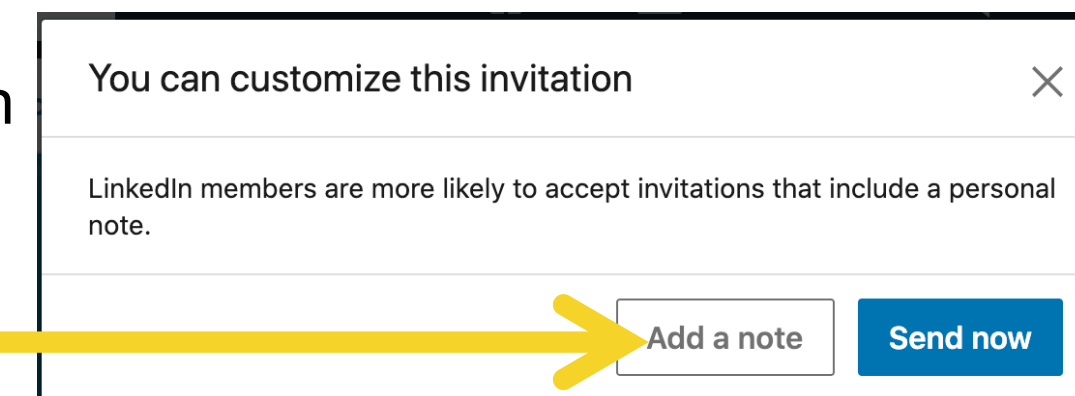 You can customize this invitation
LinkedIn members are more likely to accept invitations that include a personal
note.
Add a note
Send now